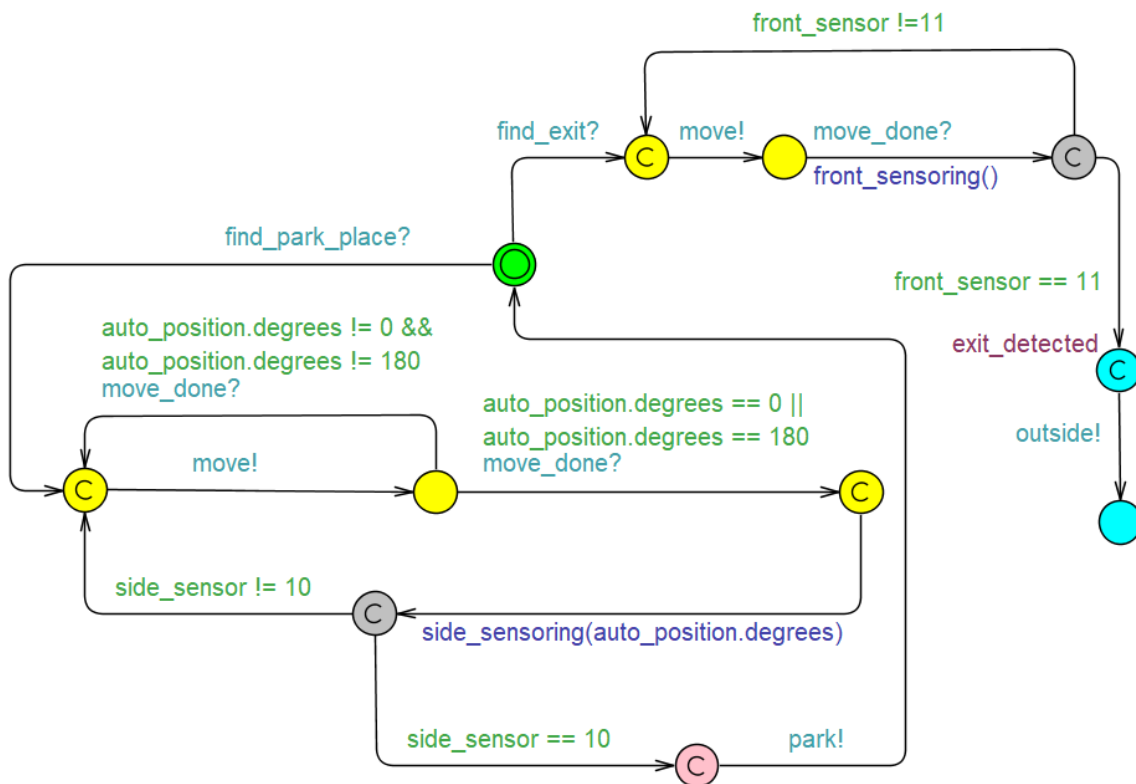 front_sensor !=11
find_exit?
move!
move_done?
C
C
front_sensoring()
find_park_place?
front_sensor == 11
auto_position.degrees != 0 &&
auto_position.degrees != 180
move_done?
exit_detected
C
auto_position.degrees == 0 ||
auto_position.degrees == 180
move_done?
outside!
move!
C
C
side_sensor != 10
C
side_sensoring(auto_position.degrees)
side_sensor == 10
park!
C